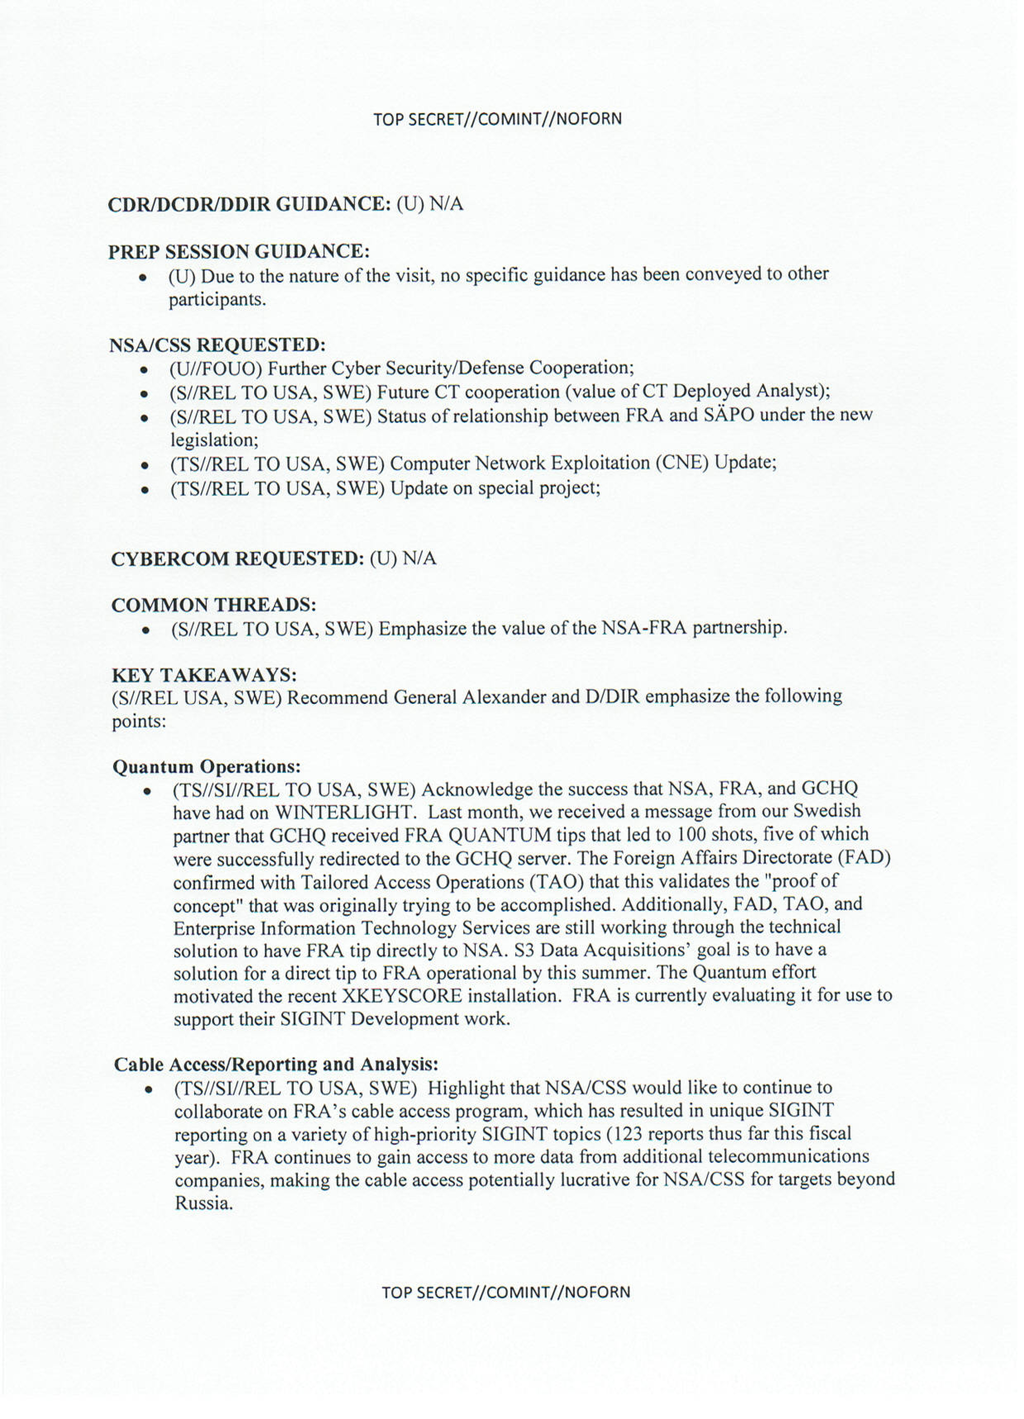 TOP SECRET//COMINT//NOFORN
CDR/DCDR/DDIR GUIDANCE: (U) N/A
PREP SESSION GUIDANCE:
• (U) Due to the nature of the visit, no specific guidance has been conveyed to other
participants.
NSA/CSS REQUESTED:
• (U//FOUO) Further Cyber Security/Defense Cooperation;
• (S//REL TO USA, SWE) Future CT cooperation (value of CT Deployed Analyst);
• (S//REL TO USA, SWE) Status of relationship between FRA and SÄPO under the new
legislation;
• (TS//REL TO USA, SWE) Computer Network Exploitation (CNE) Update;
• (TS//REL TO USA, SWE) Update on special project;
CYBERCOM REQUESTED: (U) N/A
COMMON THREADS:
• (S//REL TO USA, SWE) Emphasize the value of the NSA-FRA partnership.
KEY TAKEAWAYS:
(S//REL USA, SWE) Recommend General Alexander and D/DIR emphasize the following
points:
Quantum Operations:
• (TS//SI//REL TO USA, SWE) Acknowledge the success that NSA, FRA, and GCHQ
have had on WINTERLIGHT. Last month, we received a message from our Swedish
partner that GCHQ received FRA QUANTUM tips that led to 100 shots, five of which
were successfully redirected to the GCHQ server. The Foreign Affairs Directorate (FAD)
confirmed with Tailored Access Operations (TAO) that this validates the "proof of
concept" that was originally trying to be accomplished. Additionally, FAD, TAO, and
Enterprise Information Technology Services are still working through the technical
solution to have FRA tip directly to NSA. S3 Data Acquisitions' goal is to have a
solution for a direct tip to FRA operational by this summer. The Quantum effort
motivated the recent XKEYSCORE installation. FRA is currently evaluating it for use to
support their SIGINT Development work.
Cable Access/Reporting and Analysis:
• (TS//SI//REL TO USA, SWE) Highlight that NSA/CSS would like to continue to
collaborate on FRA's cable access program, which has resulted in unique SIGINT
reporting on a variety of high-priority SIGINT topics (123 reports thus far this fiscal
year). FRA continues to gain access to more data from additional telecommunications
companies, making the cable access potentially lucrative for NSA/CSS for targets beyond
Russia.
TOP SECRET//COMINT//NOFORN